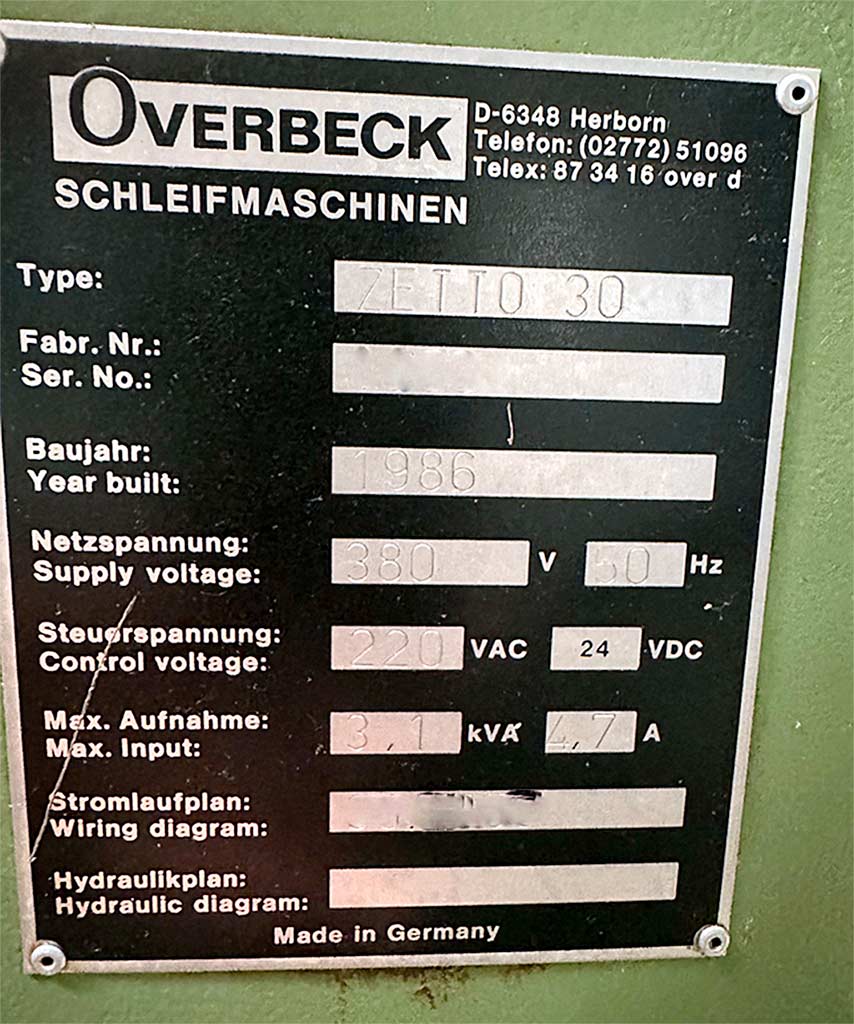 OVERBECK
SCHLEIFMASCHINEN
D-6348 Herborn
Telefon: (02772) 51096
Telex: 87 34 16 over d
Type: ZETTO 30
Fabr. Nr.:
Ser. No.:
Baujahr:
Year built: 1986
Netzspannung:
Supply voltage: 380 V 50 Hz
Steuerspannung:
Control voltage: 220 VAC 24 VDC
Max. Aufnahme:
Max. Input: 3,1 kVA 4,7 A
Stromlaufplan:
Wiring diagram:
Hydraulikplan:
Hydraulic diagram:
Made in Germany